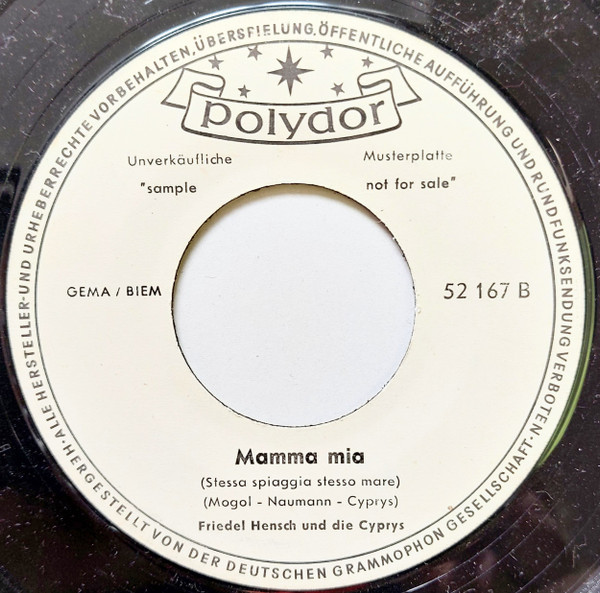 ALLE HERSTELLER-UND URHEBERRECHTE VORBEHALTEN, ÜBERSPIELUNG, ÖFFENTLICHE AUFFÜHRUNG UND RUNDFUNKSENDUNG VERBOTEN
polydor
Unverkäufliche Musterplatte
"sample not for sale"
GEMA / BIEM
52 167 B
Mamma mia
(Stessa spiaggia stesso mare)
(Mogol - Naumann - Cyprys)
Friedel Hensch und die Cyprys
HERGESTELLT VON DER DEUTSCHEN GRAMMOPHON GESELLSCHAFT